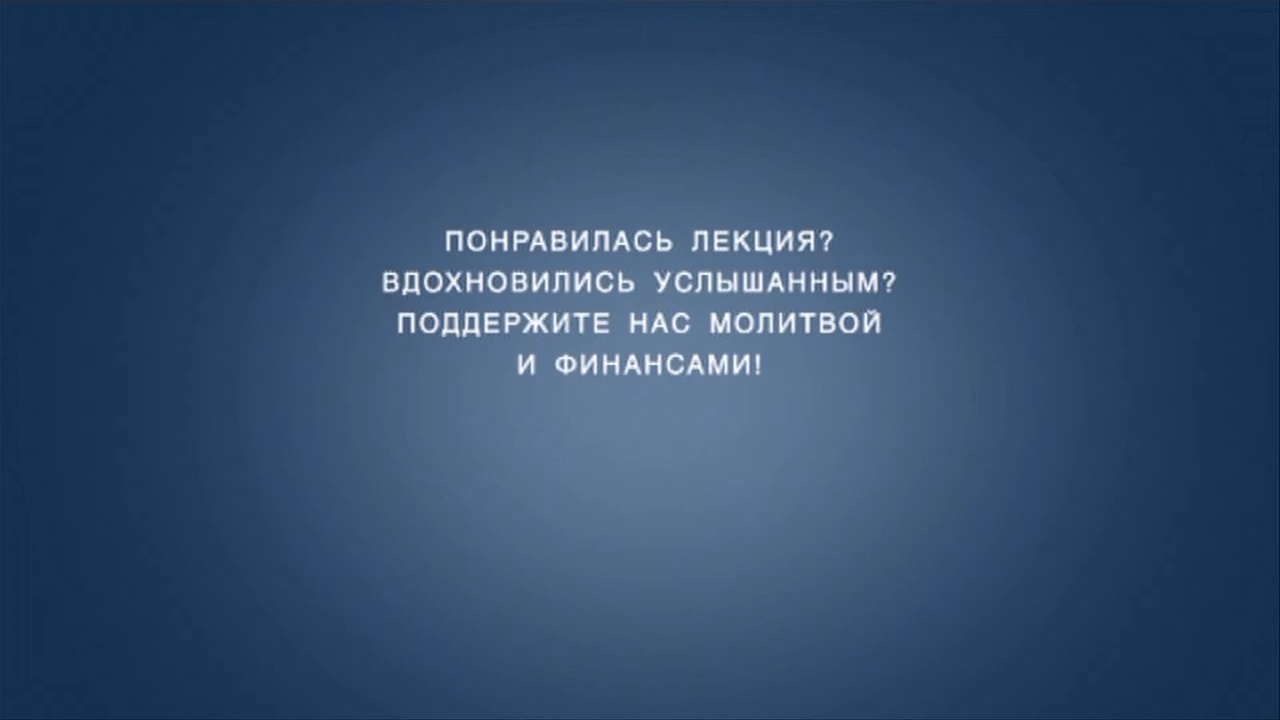 ПОНРАВИЛАСЬ ЛЕКЦИЯ?
ВДОХНОВИЛИСЬ УСЛЫШАННЫМ?
ПОДДЕРЖИТЕ НАС МОЛИТВОЙ
И ФИНАНСАМИ!